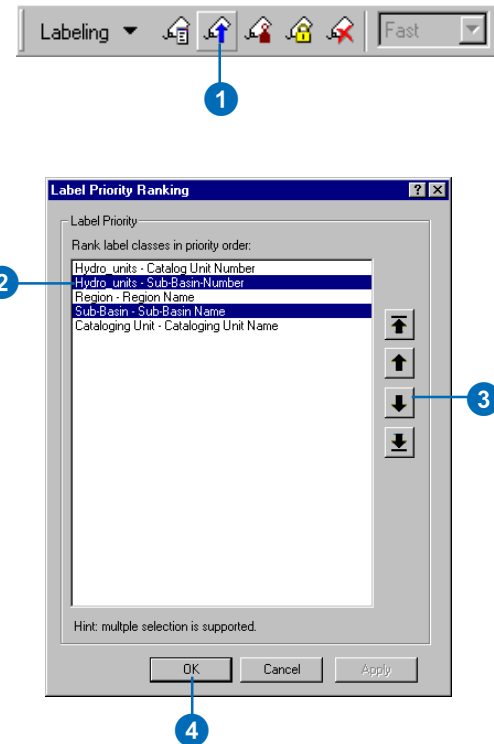 Labeling Fast
1
Label Priority Ranking
Label Priority
Rank label classes in priority order:
Hydro_units - Catalog Unit Number
2
Hydro_units - Sub-Basin-Number
Region - Region Name
Sub-Basin - Sub-Basin Name
Cataloging Unit - Cataloging Unit Name
3
Hint: multple selection is supported.
OK Cancel Apply
4